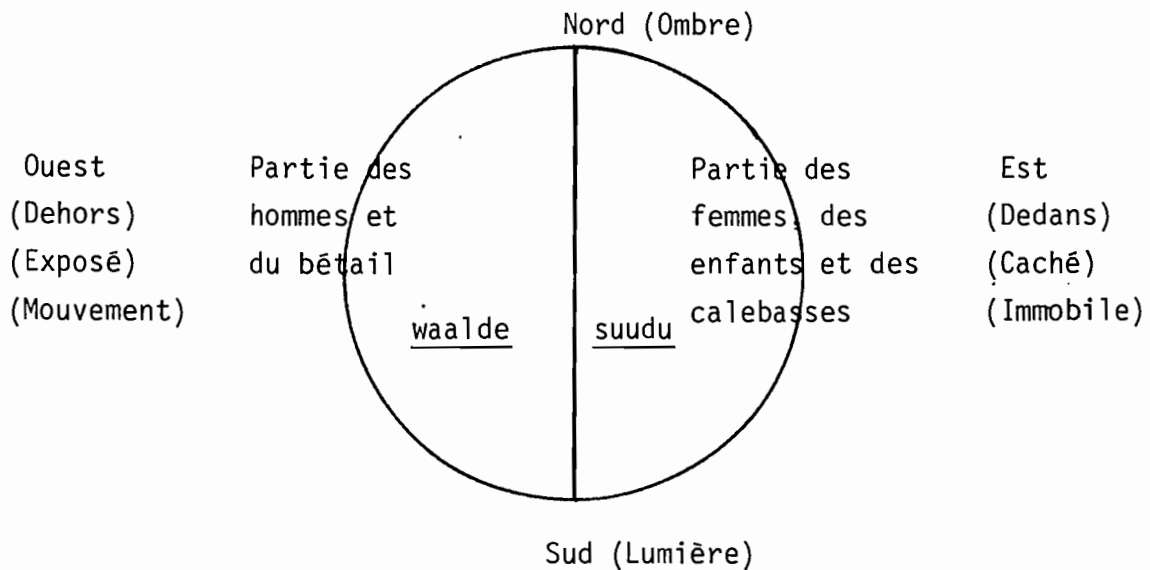 Nord (Ombre)
Ouest
(Dehors)
(Exposé)
(Mouvement)
Partie des
hommes et
du bétail
waalde
Partie des
femmes, des
enfants et des
calebasses
suudu
Est
(Dedans)
(Caché)
(Immobile)
Sud (Lumière)